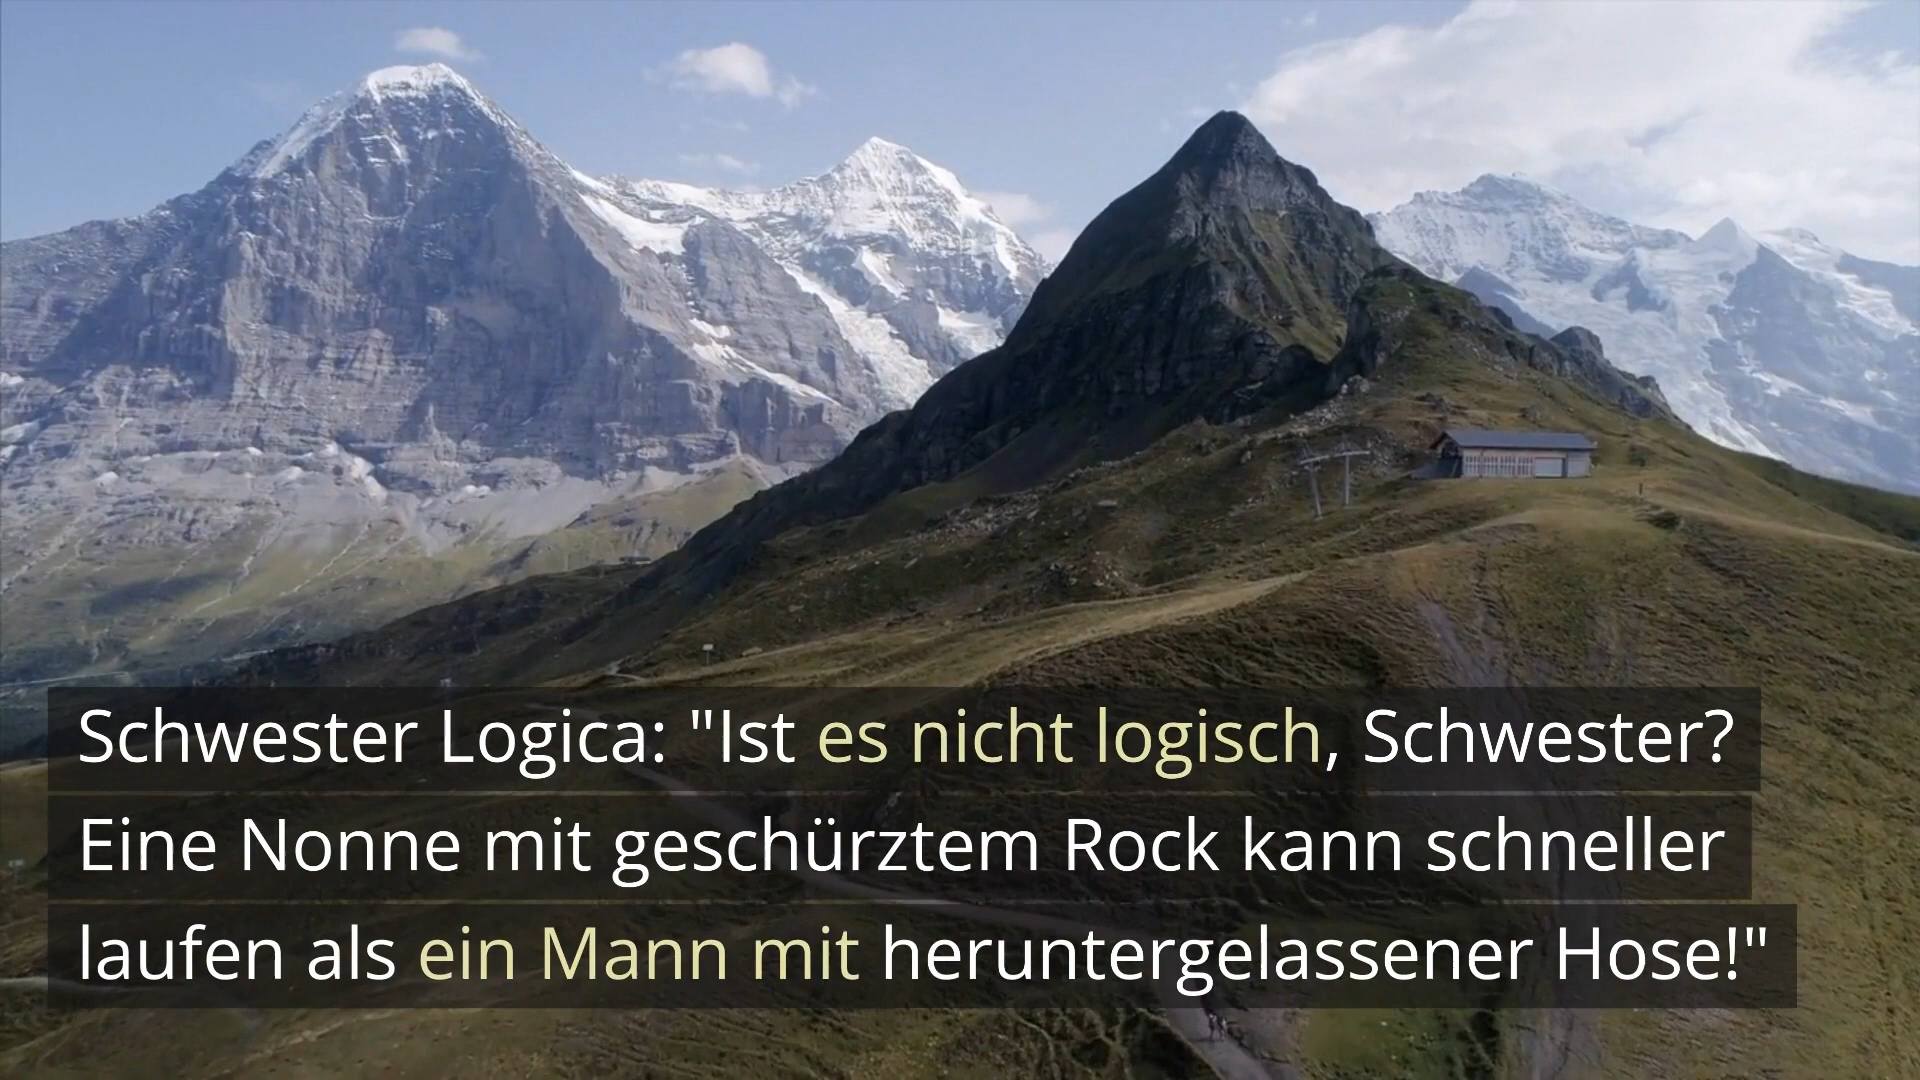 Schwester Logica: "Ist es nicht logisch, Schwester?
Eine Nonne mit geschürztem Rock kann schneller
laufen als ein Mann mit heruntergelassener Hose!"